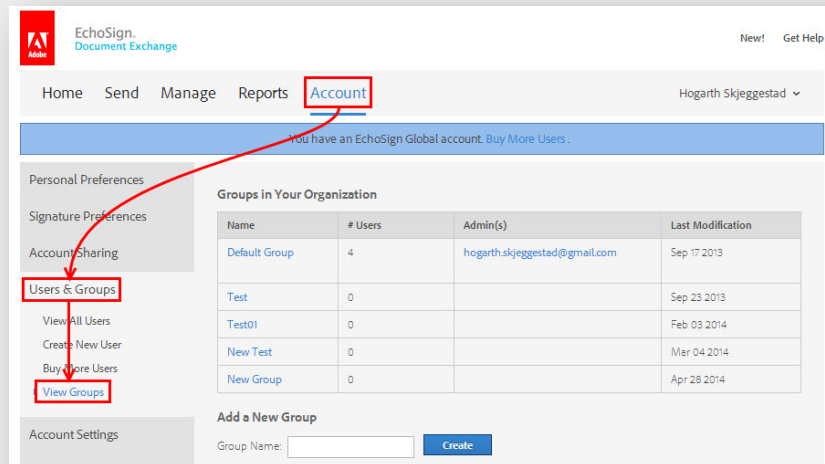 EchoSign.
Document Exchange
Adobe
New! Get Help
Home Send Manage Reports Account
Hogarth Skjeggestad
You have an EchoSign Global account. Buy More Users .
Personal Preferences
Signature Preferences
Account Sharing
Users & Groups
View All Users
Create New User
Buy More Users
View Groups
Account Settings
Groups in Your Organization
Name # Users Admin(s) Last Modification
Default Group 4 hogarth.skjeggestad@gmail.com Sep 17 2013
Test 0 Sep 23 2013
Test01 0 Feb 03 2014
New Test 0 Mar 04 2014
New Group 0 Apr 28 2014
Add a New Group
Group Name: Create